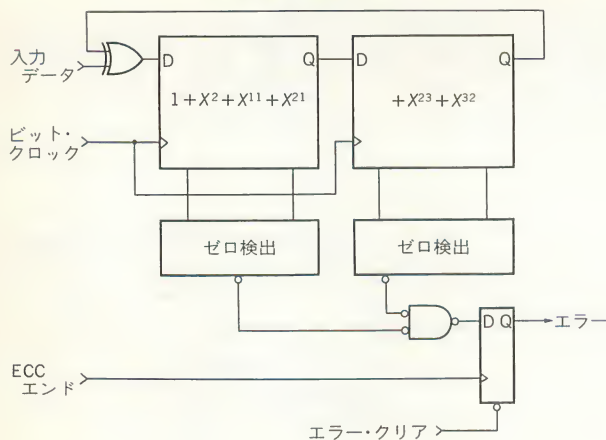 入力
データ
D
Q
1+X²+X¹¹+X²¹
D
Q
+X²³+X³²
ビット・
クロック
ゼロ検出
ゼロ検出
D Q
エラー
ECC
エンド
エラー・クリア